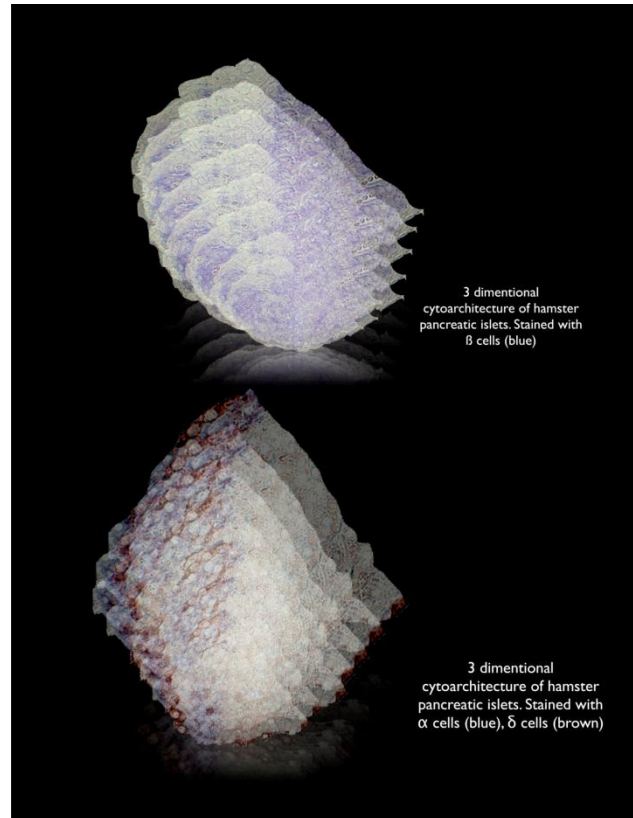 3 dimentional
cytoarchitecture of hamster
pancreatic islets. Stained with
ß cells (blue)
3 dimentional
cytoarchitecture of hamster
pancreatic islets. Stained with
α cells (blue), δ cells (brown)